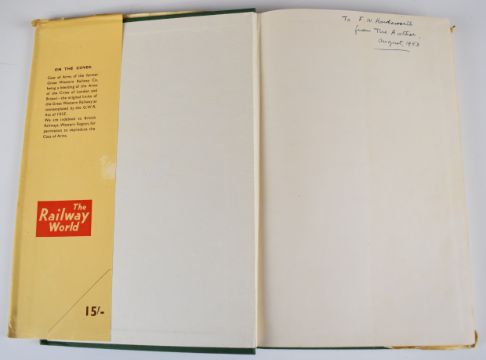 ON THE COVER
Coat of Arms of the former
Great Western Railway Co.
being a blending of the Arms
of the Cities of London and
Bristol—the original limits of
the Great Western Railway as
contemplated by the G.W.R.
Act of 1835.
We are indebted to British
Railways, Western Region, for
permission to reproduce the
Coat of Arms.
The
Railway
World
15/-
To F. W.
from The Author.
August, 1953